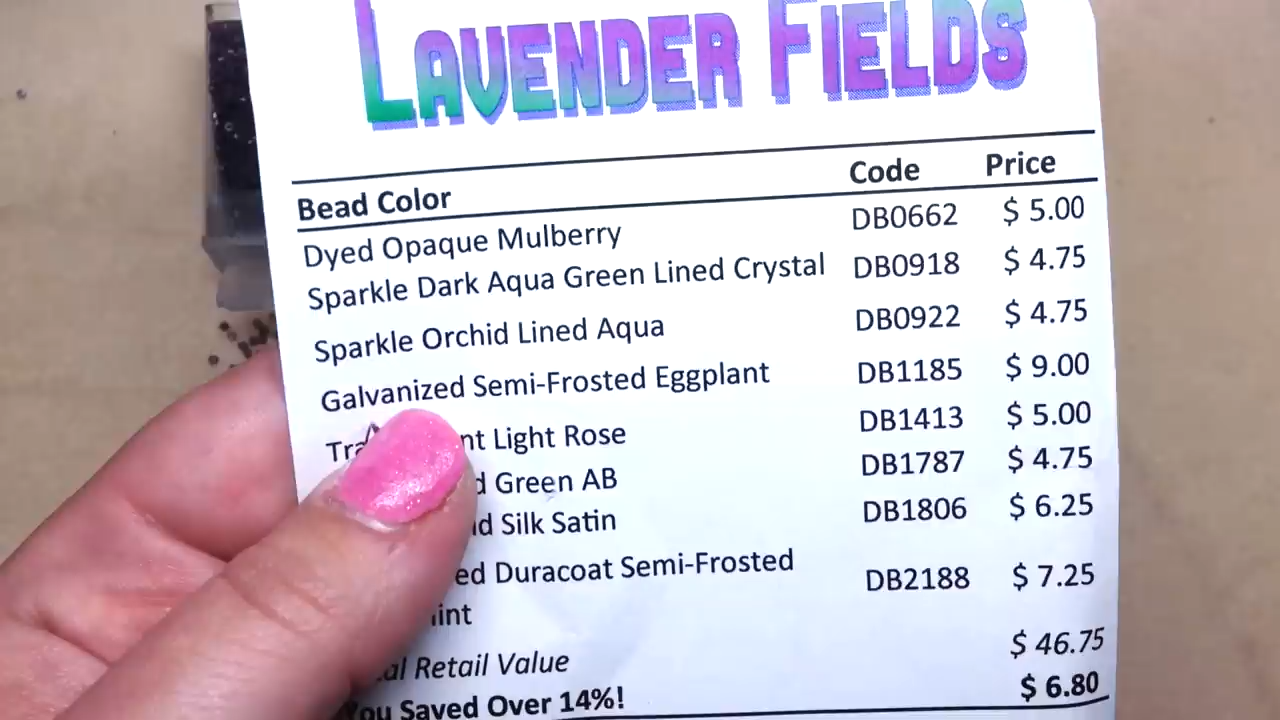 LAVENDER FIELDS
Bead Color Code Price
Dyed Opaque Mulberry DB0662 $ 5.00
Sparkle Dark Aqua Green Lined Crystal DB0918 $ 4.75
Sparkle Orchid Lined Aqua DB0922 $ 4.75
Galvanized Semi-Frosted Eggplant DB1185 $ 9.00
Light Rose DB1413 $ 5.00
Green AB DB1787 $ 4.75
Silk Satin DB1806 $ 6.25
Duracoat Semi-Frosted DB2188 $ 7.25
Retail Value $ 46.75
You Saved Over 14%! $ 6.80